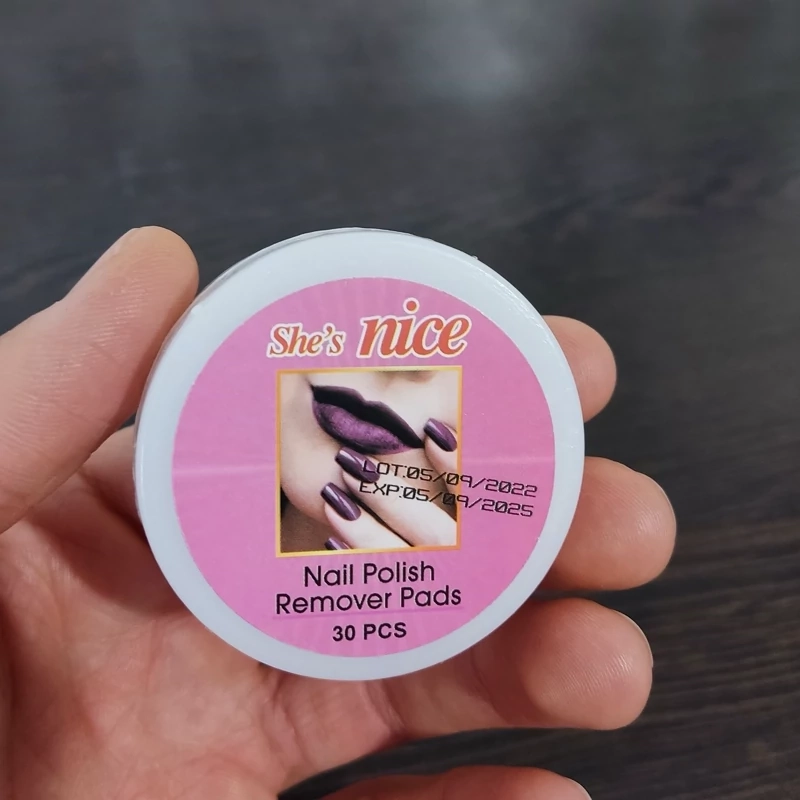 She's nice
LOT:05/09/2022
EXP:05/09/2025
Nail Polish
Remover Pads
30 PCS